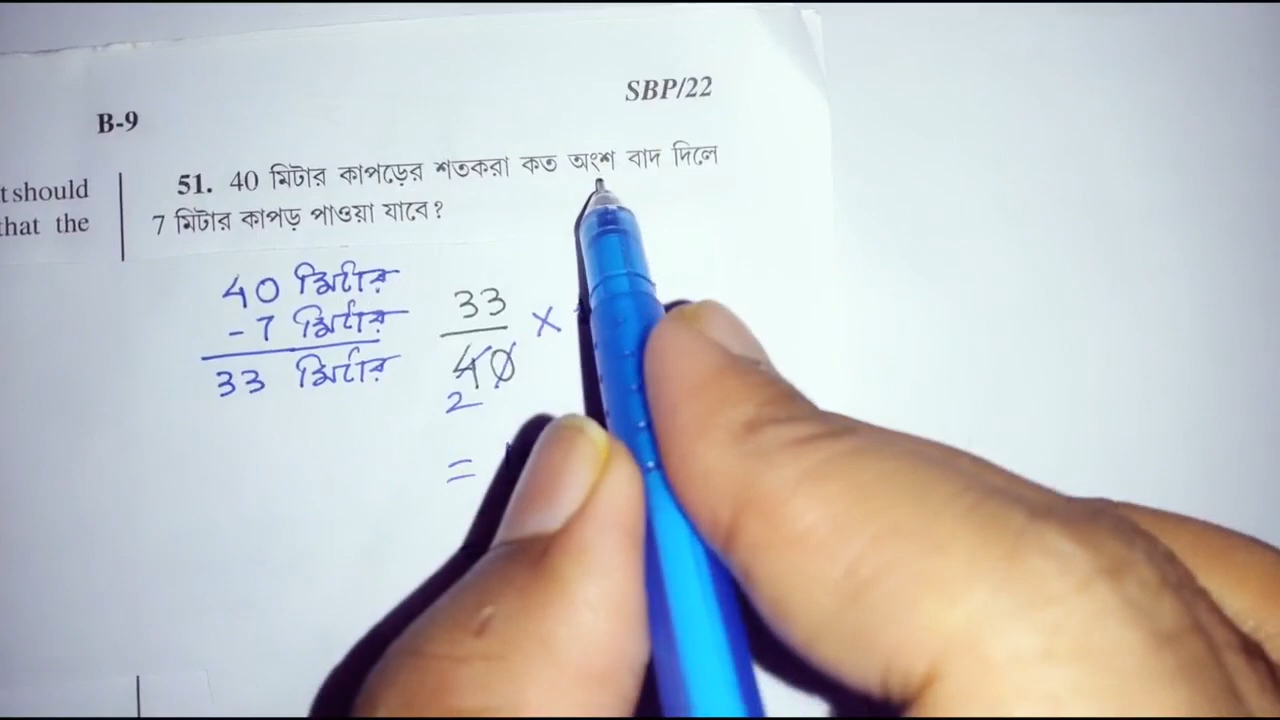 SBP/22
B-9
t should
that the
51. 40 মিটার কাপড়ের শতকরা কত অংশ বাদ দিলে
7 মিটার কাপড় পাওয়া যাবে?
40 মিটার
- 7 মিটার
33 মিটার
33
40
×
2
=